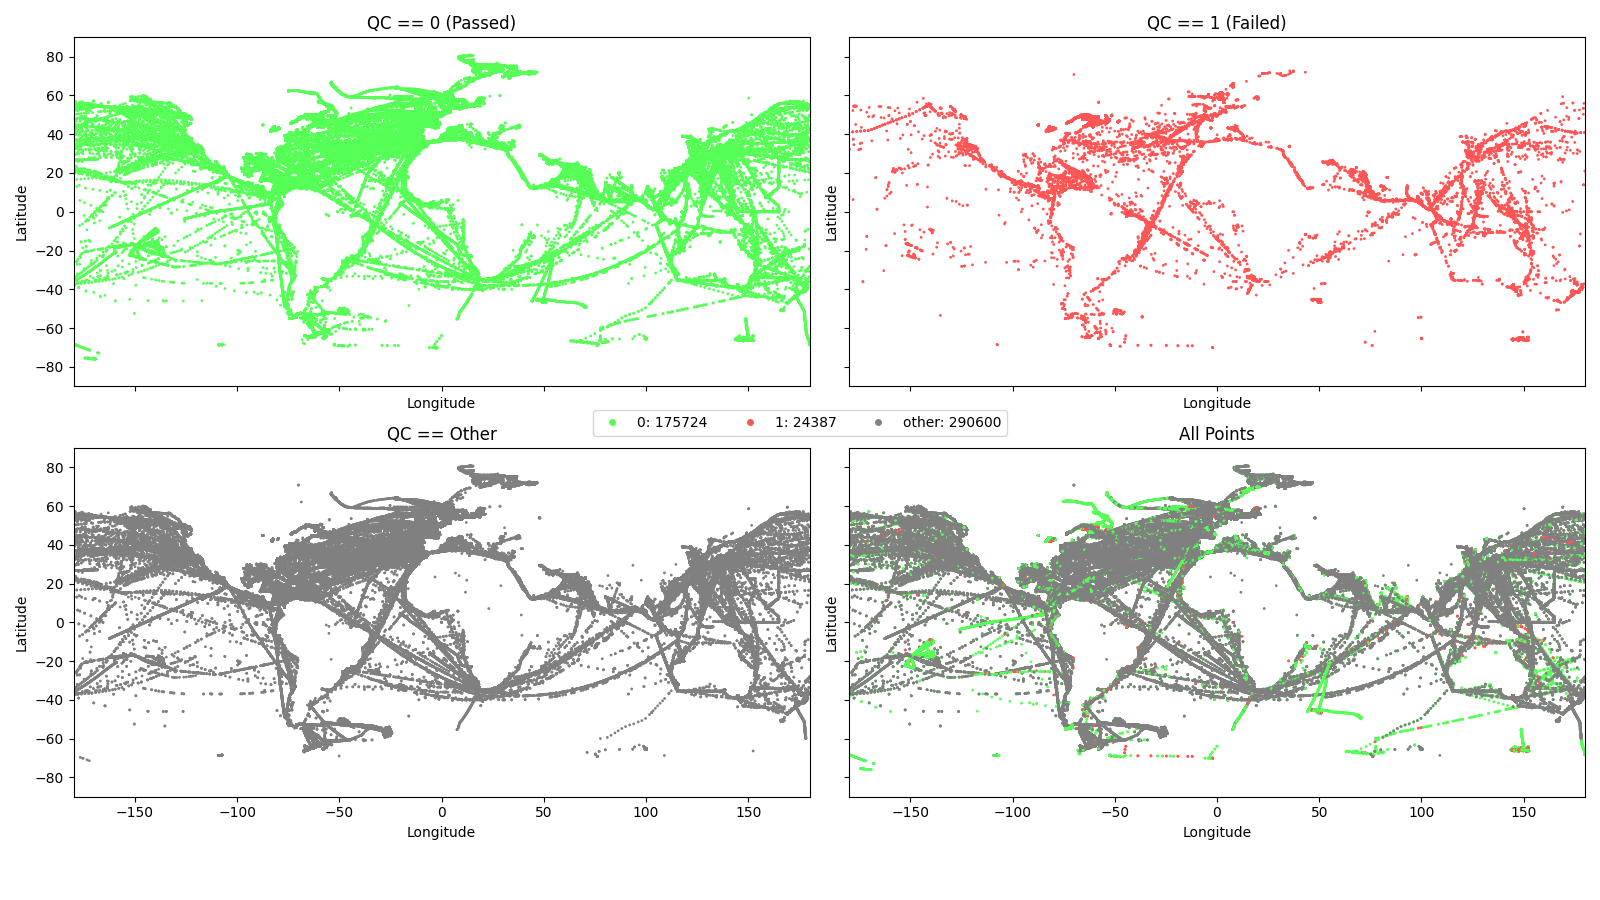 QC == 0 (Passed)
QC == 1 (Failed)
80
60
40
20
0
−20
−40
−60
−80
Latitude
Latitude
Longitude
Longitude
0: 175724
1: 24387
other: 290600
QC == Other
All Points
80
60
40
20
0
−20
−40
−60
−80
Latitude
Latitude
−150
−100
−50
0
50
100
150
−150
−100
−50
0
50
100
150
Longitude
Longitude